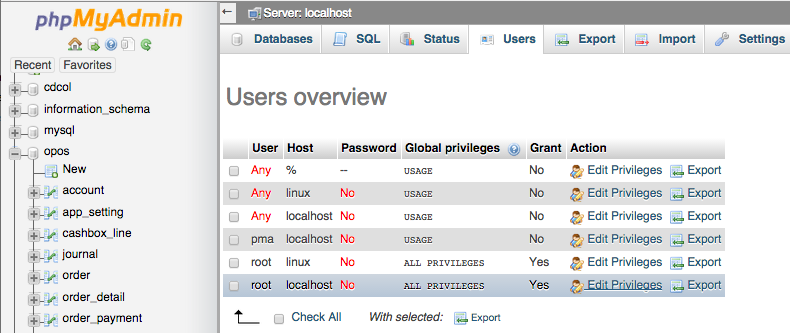 phpMyAdmin
Recent Favorites
cdcol
information_schema
mysql
opos
New
account
app_setting
cashbox_line
journal
order
order_detail
order_payment
Server: localhost
Databases SQL Status Users Export Import Settings
Users overview
User Host Password Global privileges Grant Action
Any % -- USAGE No Edit Privileges Export
Any linux No USAGE No Edit Privileges Export
Any localhost No USAGE No Edit Privileges Export
pma localhost No USAGE No Edit Privileges Export
root linux No ALL PRIVILEGES Yes Edit Privileges Export
root localhost No ALL PRIVILEGES Yes Edit Privileges Export
Check All With selected: Export